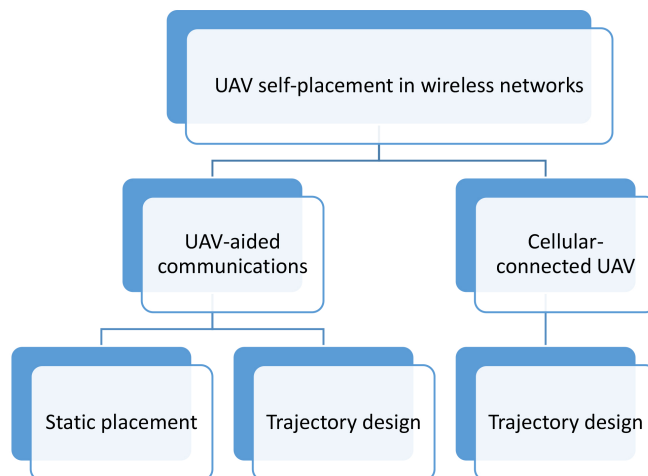 UAV self-placement in wireless networks
UAV-aided
communications
Cellular-
connected UAV
Static placement
Trajectory design
Trajectory design